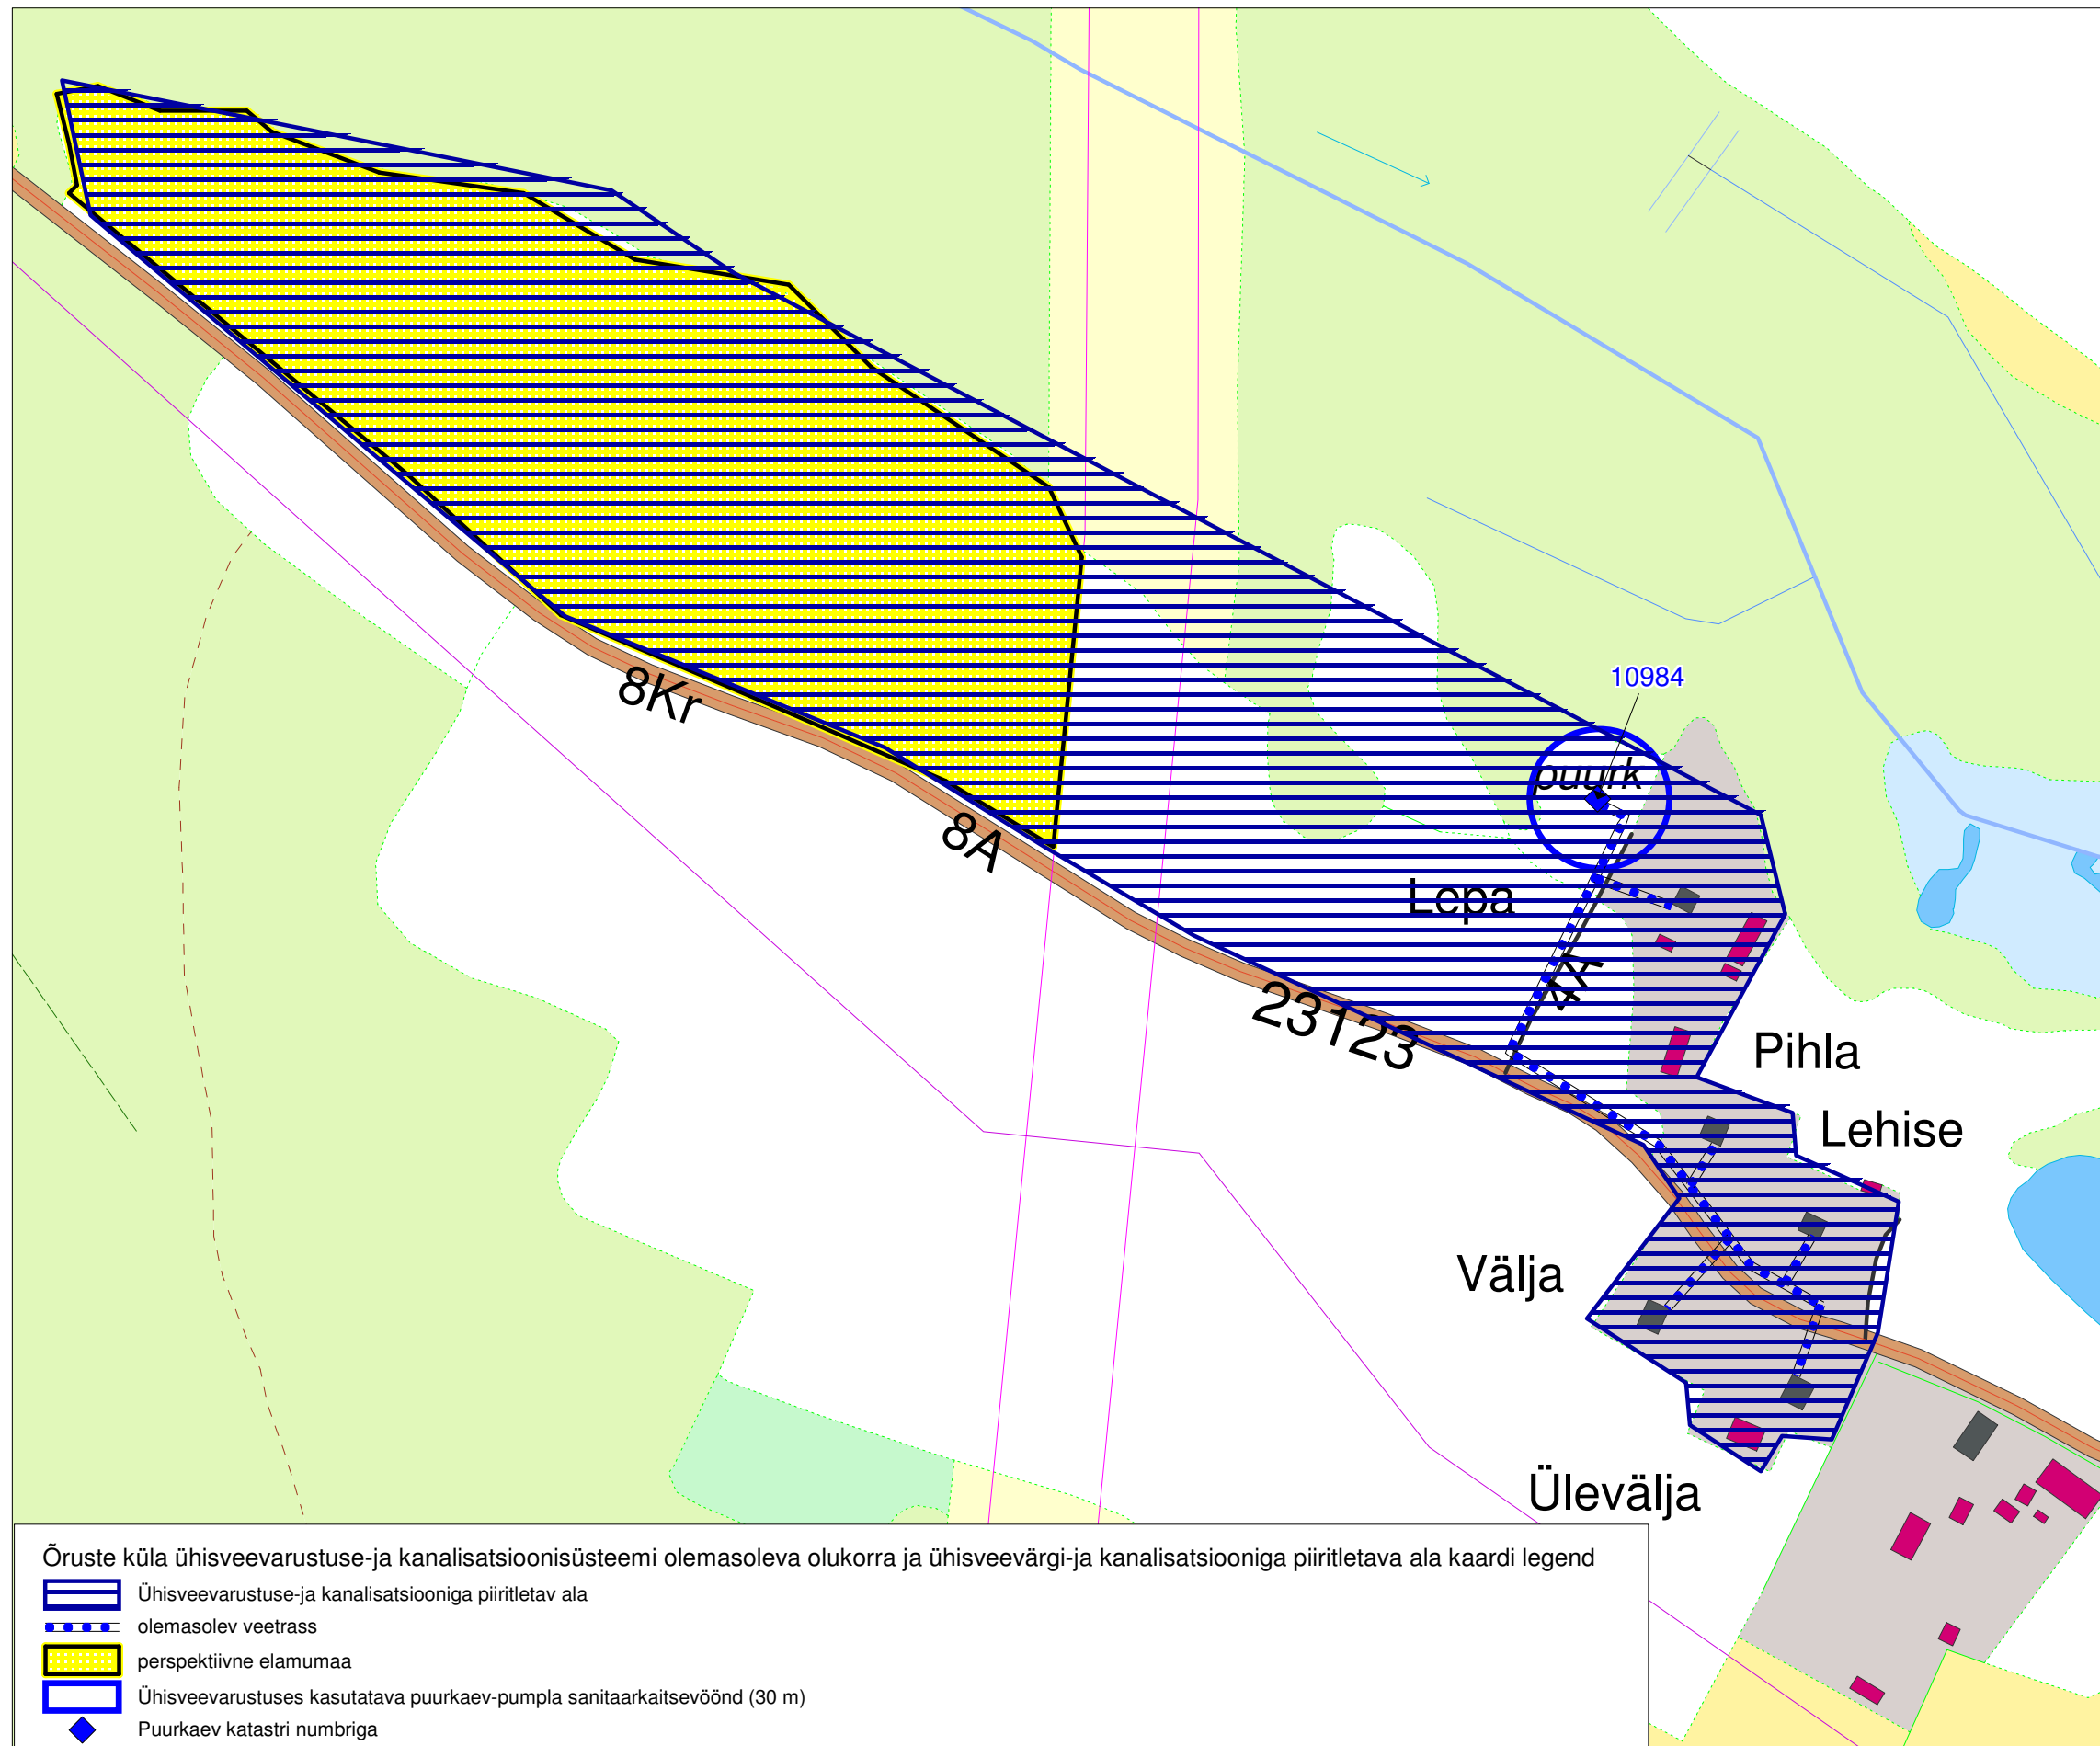 10984
8Kr
puurk
8A
Lepa
4A
23123
Pihla
Lehise
Välja
Ülevälja
Õruste küla ühisveevarustuse-ja kanalisatsioonisüsteemi olemasoleva olukorra ja ühisveevärgi-ja kanalisatsiooniga piiritletava ala kaardi legend
Ühisveevarustuse-ja kanalisatsiooniga piiritletav ala
olemasolev veetrass
perspektiivne elamumaa
Ühisveevarustuses kasutatava puurkaev-pumpla sanitaarkaitsevöönd (30 m)
Puurkaev katastri numbriga